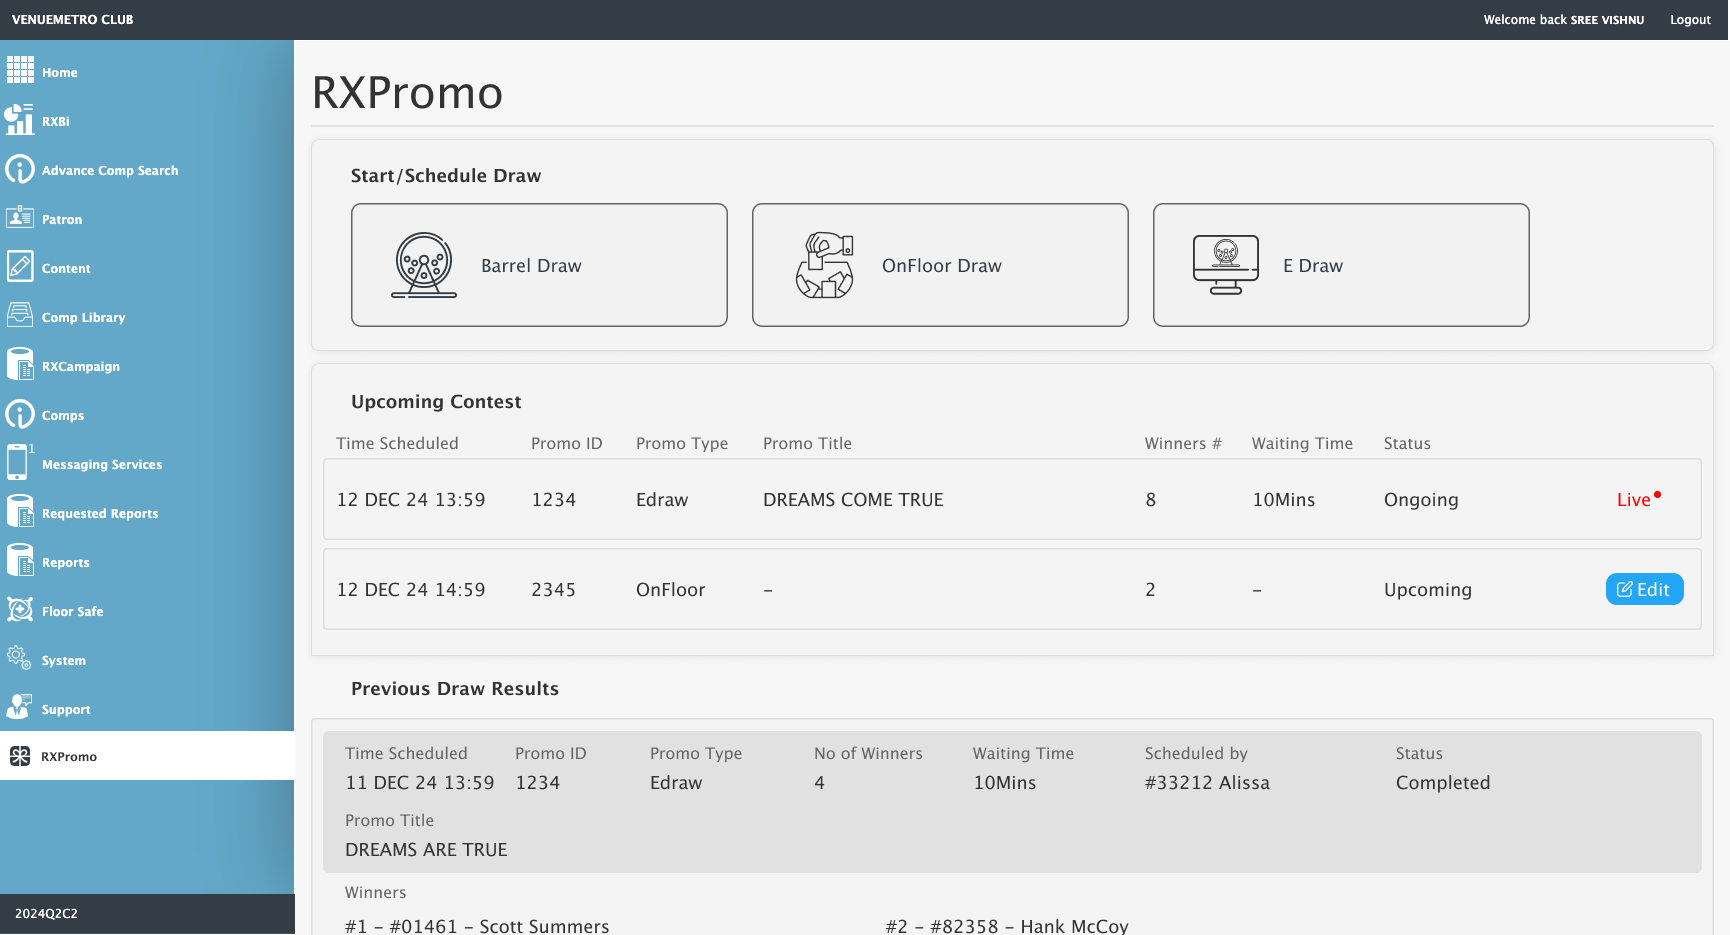 VENUEMETRO CLUB
Welcome back SREE VISHNU Logout
Home
RXBi
Advance Comp Search
Patron
Content
Comp Library
RXCampaign
Comps
1
Messaging Services
Requested Reports
Reports
Floor Safe
System
Support
RXPromo
2024Q2C2
RXPromo
Start/Schedule Draw
Barrel Draw
OnFloor Draw
E Draw
Upcoming Contest
Time Scheduled Promo ID Promo Type Promo Title Winners # Waiting Time Status
12 DEC 24 13:59 1234 Edraw DREAMS COME TRUE 8 10Mins Ongoing Live
12 DEC 24 14:59 2345 OnFloor – 2 – Upcoming Edit
Previous Draw Results
Time Scheduled Promo ID Promo Type No of Winners Waiting Time Scheduled by Status
11 DEC 24 13:59 1234 Edraw 4 10Mins #33212 Alissa Completed
Promo Title
DREAMS ARE TRUE
Winners
#1 – #01461 – Scott Summers #2 – #82358 – Hank McCoy